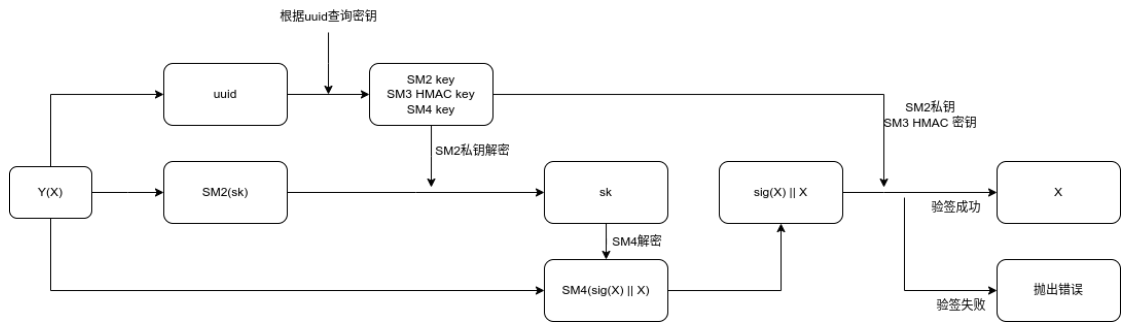 根据uuid查询密钥
uuid
SM2 key
SM3 HMAC key
SM4 key
SM2私钥
SM3 HMAC 密钥
SM2私钥解密
Y(X)
SM2(sk)
sk
sig(X) || X
X
验签成功
SM4解密
SM4(sig(X) || X)
验签失败
抛出错误